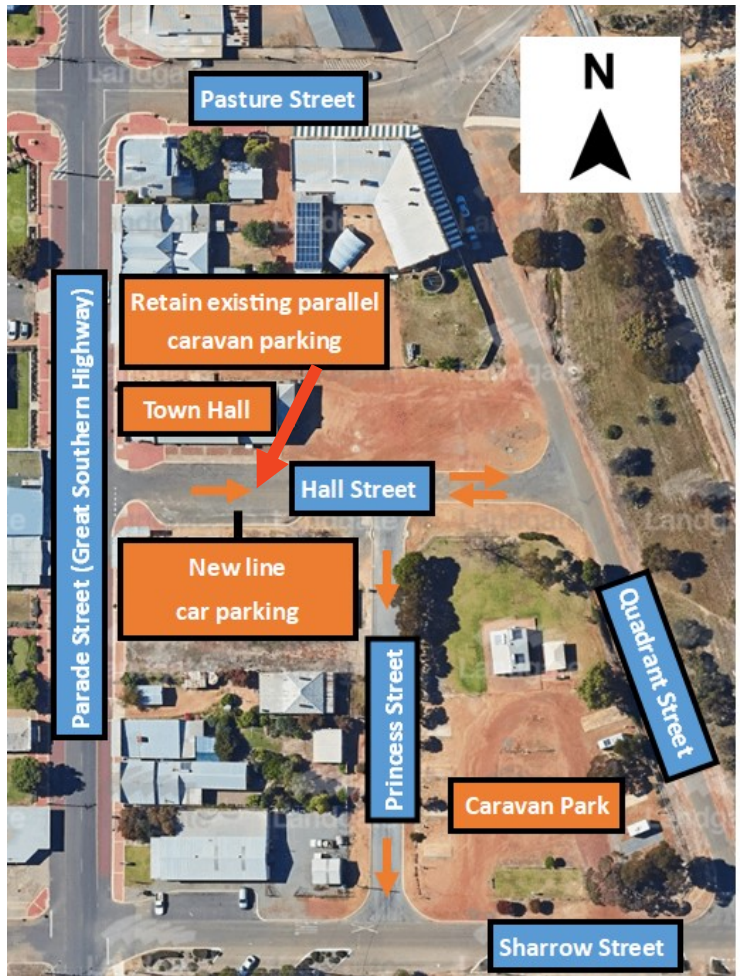 Pasture Street
N
Retain existing parallel
caravan parking
Parade Street (Great Southern Highway)
Town Hall
Hall Street
New line
car parking
Quadrant Street
Princess Street
Caravan Park
Sharrow Street
Landgate